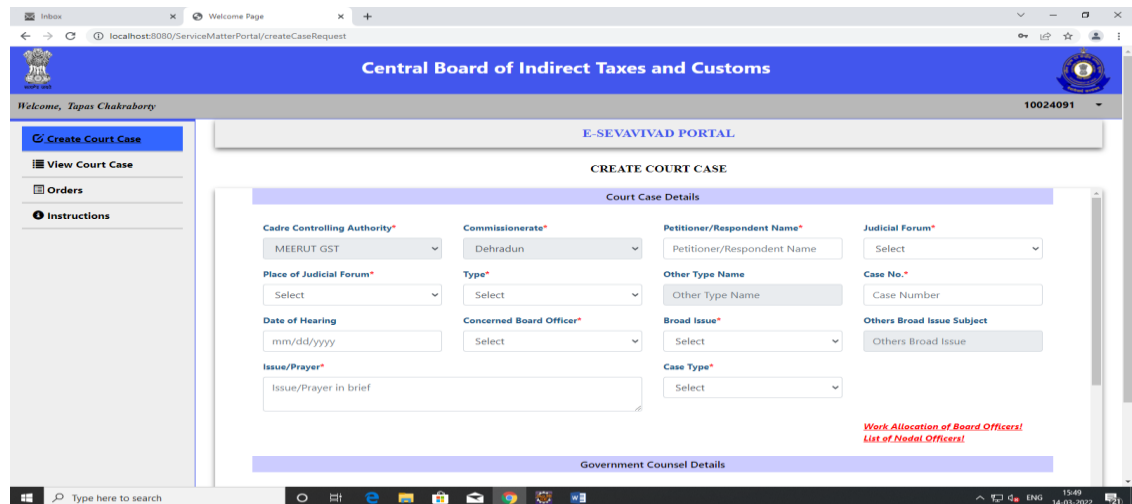 Inbox
Welcome Page
localhost:8080/ServiceMatterPortal/createCaseRequest
Central Board of Indirect Taxes and Customs
Welcome, Tapas Chakraborty
10024091
Create Court Case
View Court Case
Orders
Instructions
E-SEVAVIVAD PORTAL
CREATE COURT CASE
Court Case Details
Cadre Controlling Authority* Commissionerate* Petitioner/Respondent Name* Judicial Forum*
MEERUT GST Dehradun Petitioner/Respondent Name Select
Place of Judicial Forum* Type* Other Type Name Case No.*
Select Select Other Type Name Case Number
Date of Hearing Concerned Board Officer* Broad Issue* Others Broad Issue Subject
mm/dd/yyyy Select Select Others Broad Issue
Issue/Prayer* Case Type*
Issue/Prayer in brief Select
Work Allocation of Board Officers!
List of Nodal Officers!
Government Counsel Details
Type here to search
ENG
15:49
14-03-2022